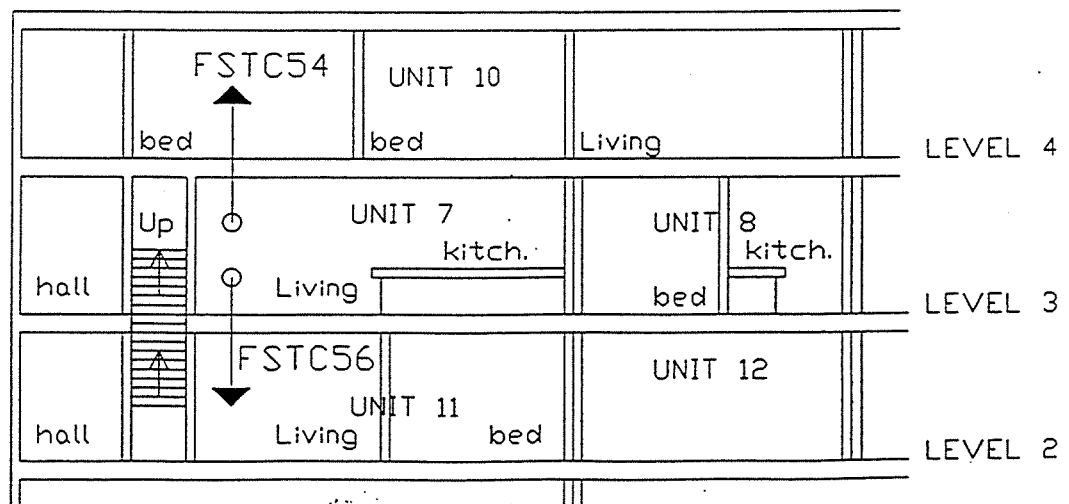 FSTC54
UNIT 10
bed
bed
Living
LEVEL 4
Up
UNIT 7
UNIT 8
kitch.
kitch.
hall
Living
bed
LEVEL 3
FSTC56
UNIT 12
UNIT 11
hall
Living
bed
LEVEL 2